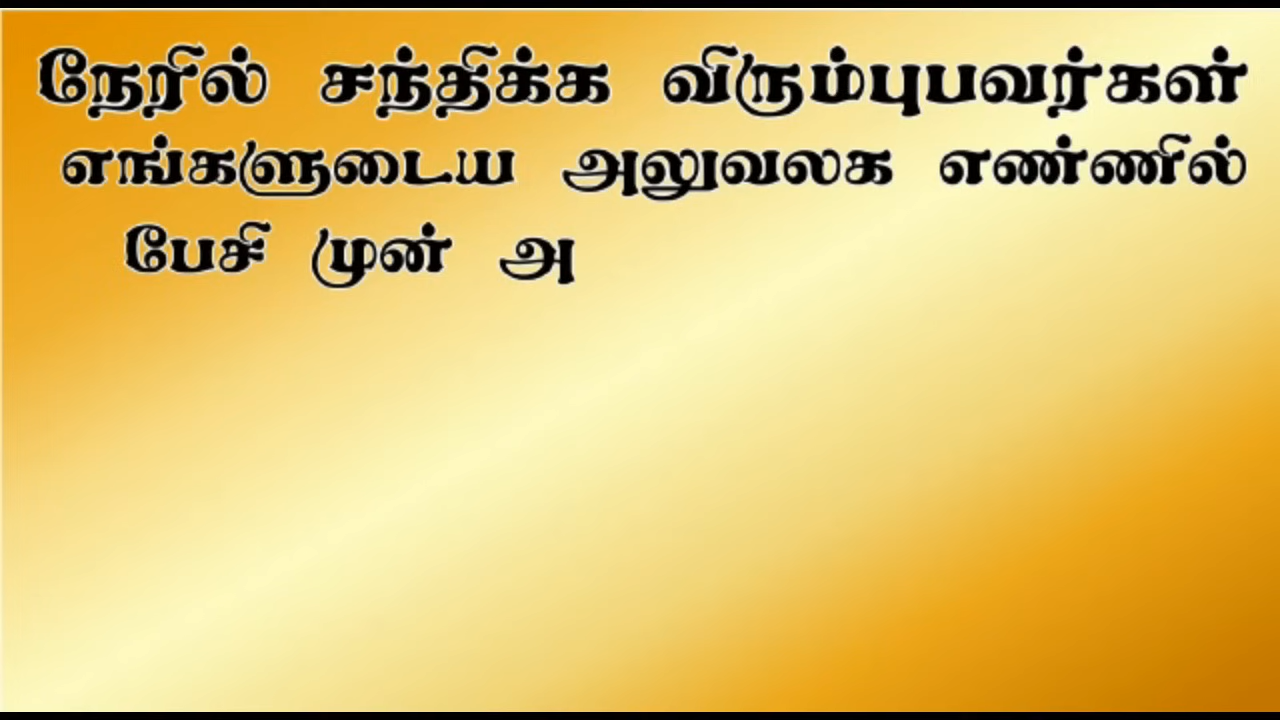 நேரில் சந்திக்க விரும்புபவர்கள்
எங்களுடைய அலுவலக எண்ணில்
பேசி முன் அ